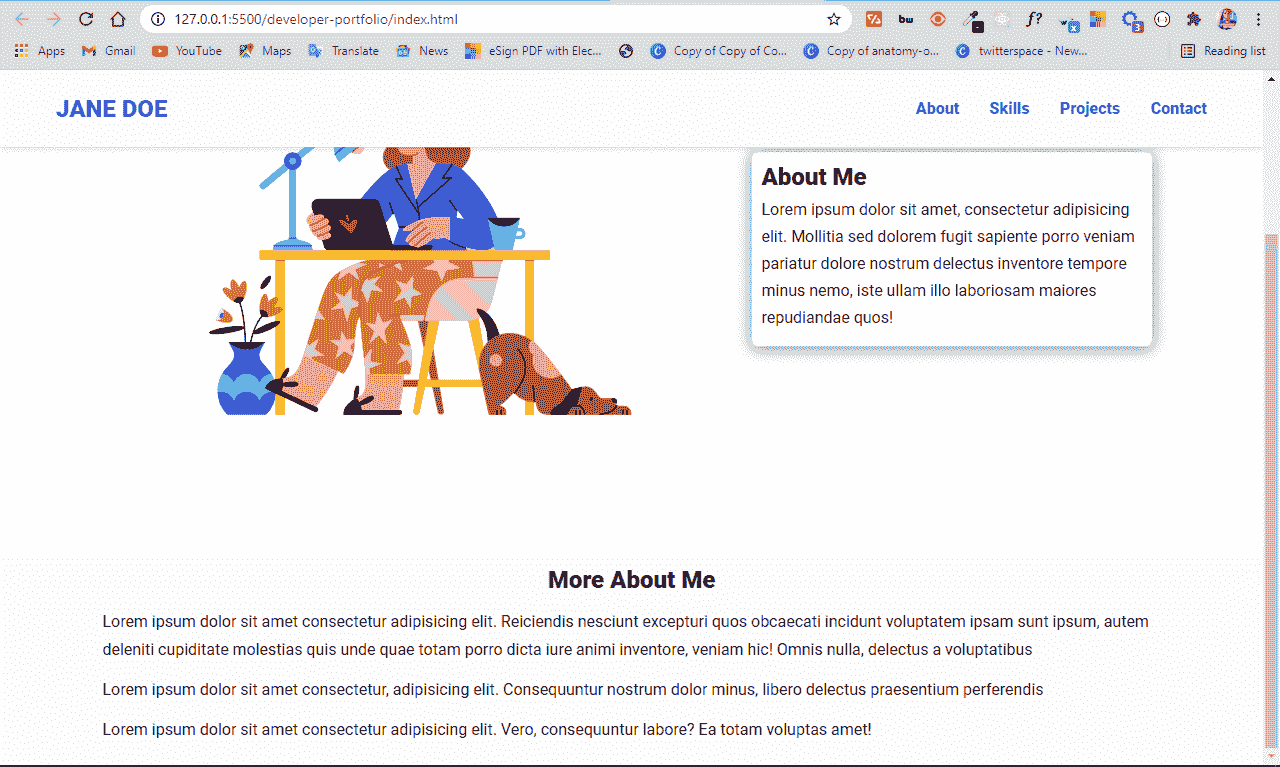 127.0.0.1:5500/developer-portfolio/index.html
Apps Gmail YouTube Maps Translate News eSign PDF with Elec... Copy of Copy of Co... Copy of anatomy-o... twitterspace - New... Reading list
JANE DOE About Skills Projects Contact
About Me
Lorem ipsum dolor sit amet, consectetur adipisicing
elit. Mollitia sed dolorem fugit sapiente porro veniam
pariatur dolore nostrum delectus inventore tempore
minus nemo, iste ullam illo laboriosam maiores
repudiandae quos!
More About Me
Lorem ipsum dolor sit amet consectetur adipisicing elit. Reiciendis nesciunt excepturi quos obcaecati incidunt voluptatem ipsam sunt ipsum, autem
deleniti cupiditate molestias quis unde quae totam porro dicta iure animi inventore, veniam hic! Omnis nulla, delectus a voluptatibus
Lorem ipsum dolor sit amet consectetur, adipisicing elit. Consequuntur nostrum dolor minus, libero delectus praesentium perferendis
Lorem ipsum dolor sit amet consectetur adipisicing elit. Vero, consequuntur labore? Ea totam voluptas amet!